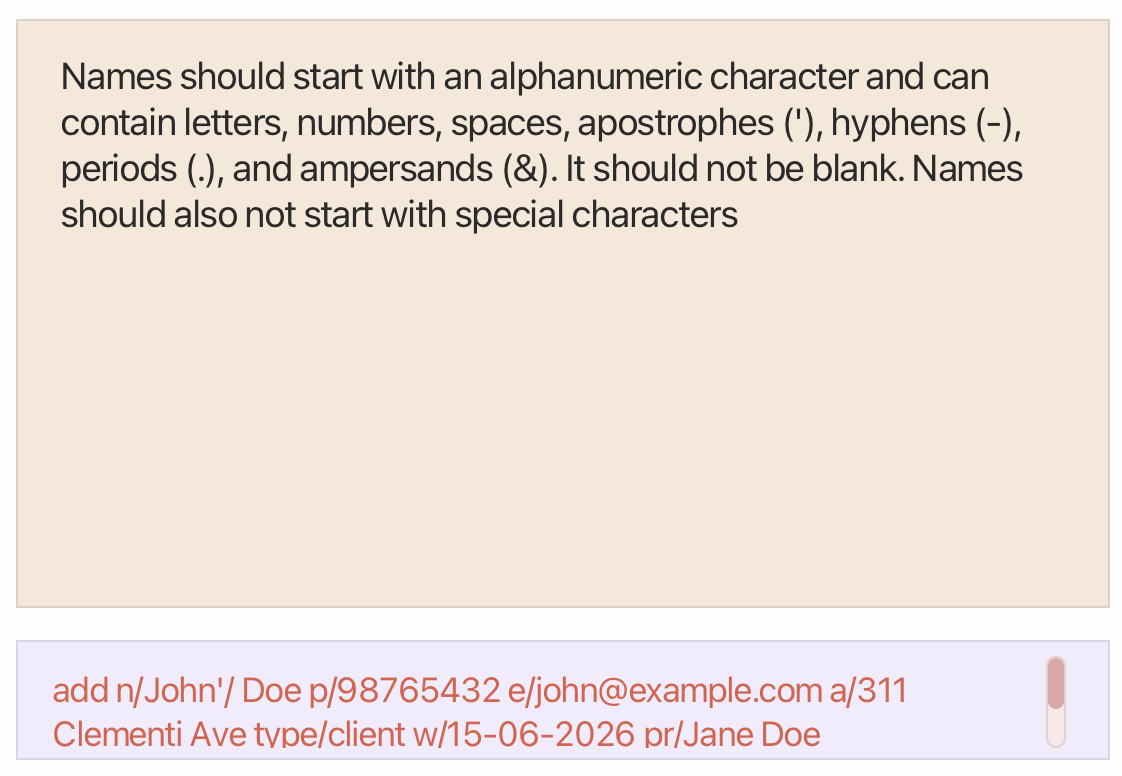 Names should start with an alphanumeric character and can
contain letters, numbers, spaces, apostrophes ('), hyphens (-),
periods (.), and ampersands (&). It should not be blank. Names
should also not start with special characters
add n/John'/ Doe p/98765432 e/john@example.com a/311
Clementi Ave type/client w/15-06-2026 pr/Jane Doe